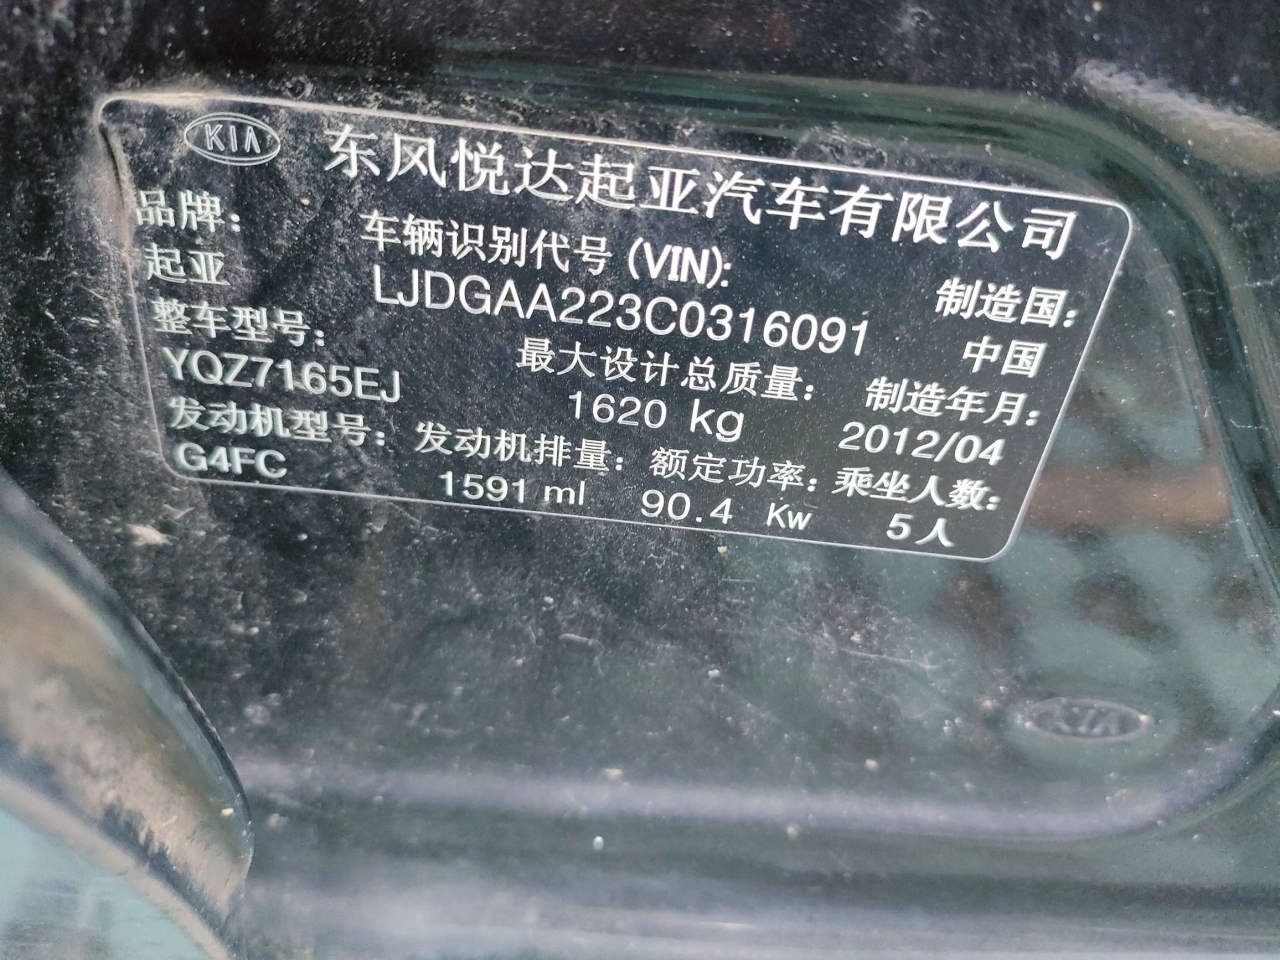 KIA 东风悦达起亚汽车有限公司
品牌: 车辆识别代号 (VIN): 制造国:
起亚 LJDGAA223C0316091 中国
整车型号: 最大设计总质量: 制造年月:
YQZ7165EJ 1620 kg 2012/04
发动机型号: 发动机排量: 额定功率: 乘坐人数:
G4FC 1591 ml 90.4 Kw 5人
KIA